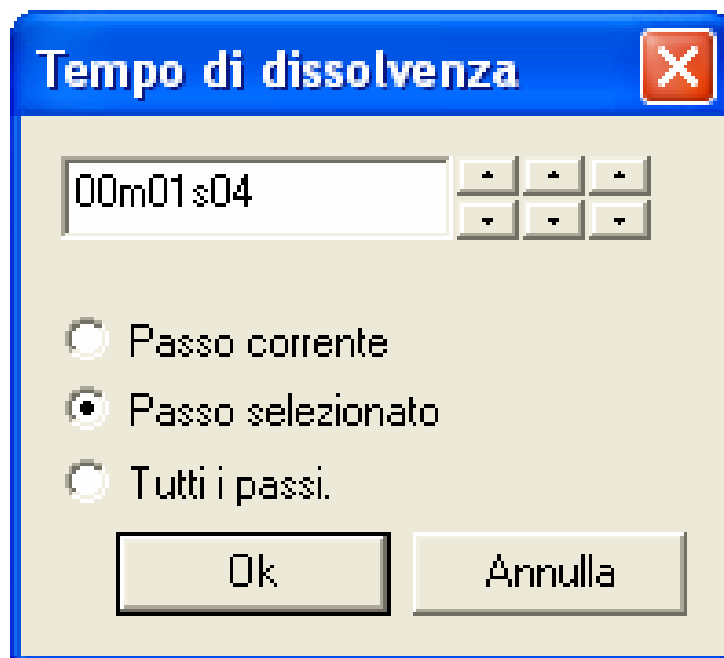 Tempo di dissolvenza
00m01s04
Passo corrente
Passo selezionato
Tutti i passi.
Ok Annulla